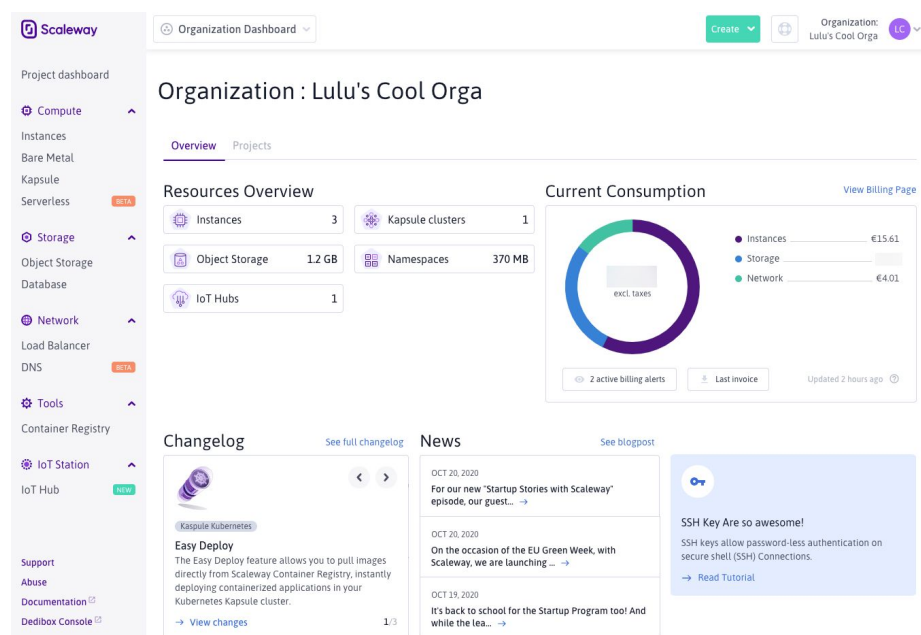 Scaleway
Organization Dashboard
Create
Organization:
Lulu's Cool Orga
LC
Project dashboard
Compute
Instances
Bare Metal
Kapsule
Serverless BETA
Storage
Object Storage
Database
Network
Load Balancer
DNS BETA
Tools
Container Registry
IoT Station
IoT Hub NEW
Support
Abuse
Documentation
Dedibox Console
Organization : Lulu's Cool Orga
Overview Projects
Resources Overview
Instances 3
Kapsule clusters 1
Object Storage 1.2 GB
Namespaces 370 MB
IoT Hubs 1
Current Consumption
View Billing Page
excl. taxes
Instances €15.61
Storage
Network €4.01
2 active billing alerts
Last invoice
Updated 2 hours ago
Changelog
See full changelog
Kaspule Kubernetes
Easy Deploy
The Easy Deploy feature allows you to pull images
directly from Scaleway Container Registry, instantly
deploying containerized applications in your
Kubernetes Kapsule cluster.
→ View changes 1/3
News
See blogpost
OCT 20, 2020
For our new "Startup Stories with Scaleway"
episode, our guest... →
OCT 20, 2020
On the occasion of the EU Green Week, with
Scaleway, we are launching ... →
OCT 19, 2020
It's back to school for the Startup Program too! And
while the lea... →
SSH Key Are so awesome!
SSH keys allow password-less authentication on
secure shell (SSH) Connections.
→ Read Tutorial